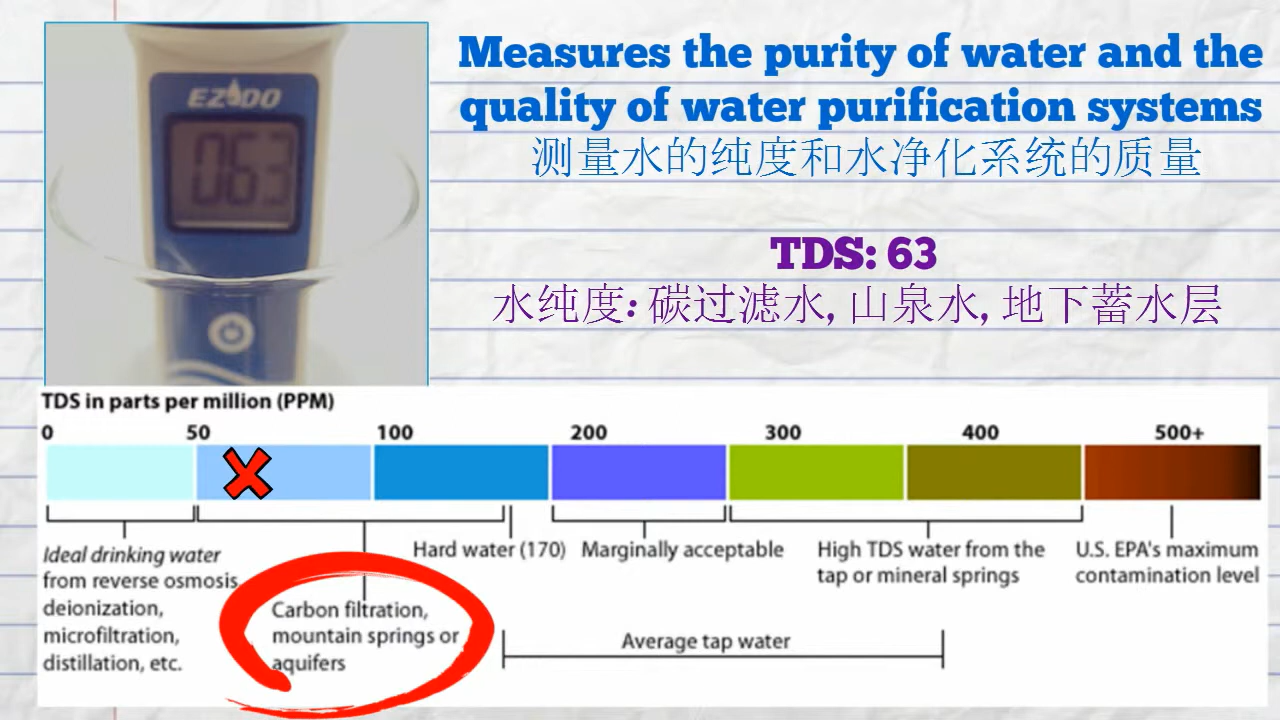 EZDO
063
Measures the purity of water and the
quality of water purification systems
测量水的纯度和水净化系统的质量
TDS: 63
水纯度: 碳过滤水, 山泉水, 地下蓄水层
TDS in parts per million (PPM)
0 50 100 200 300 400 500+
Ideal drinking water
from reverse osmosis,
deionization,
microfiltration,
distillation, etc.
Carbon filtration,
mountain springs or
aquifers
Hard water (170)
Marginally acceptable
High TDS water from the
tap or mineral springs
U.S. EPA's maximum
contamination level
Average tap water